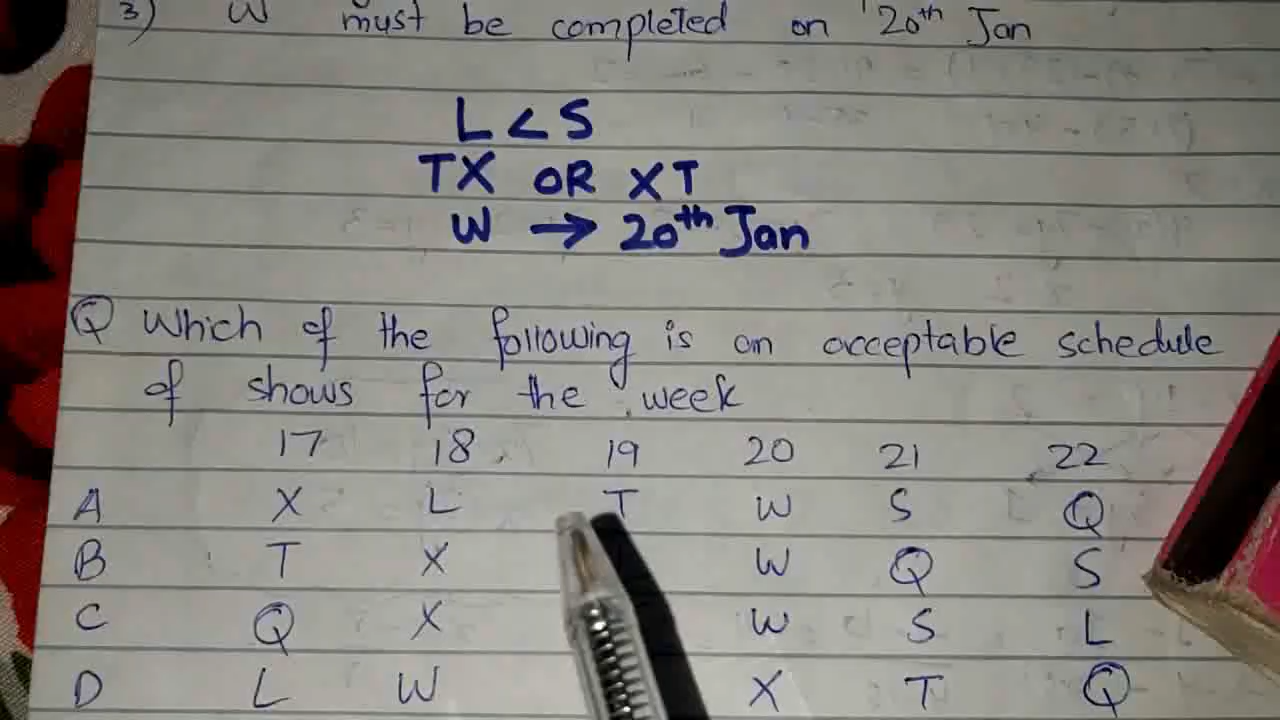 3) W must be completed on 20th Jan
L < S
TX OR XT
W → 20th Jan
Q Which of the following is an acceptable schedule
of shows for the week
17 18 19 20 21 22
A X L T W S Q
B T X W Q S
C Q X W S L
D L W X T Q